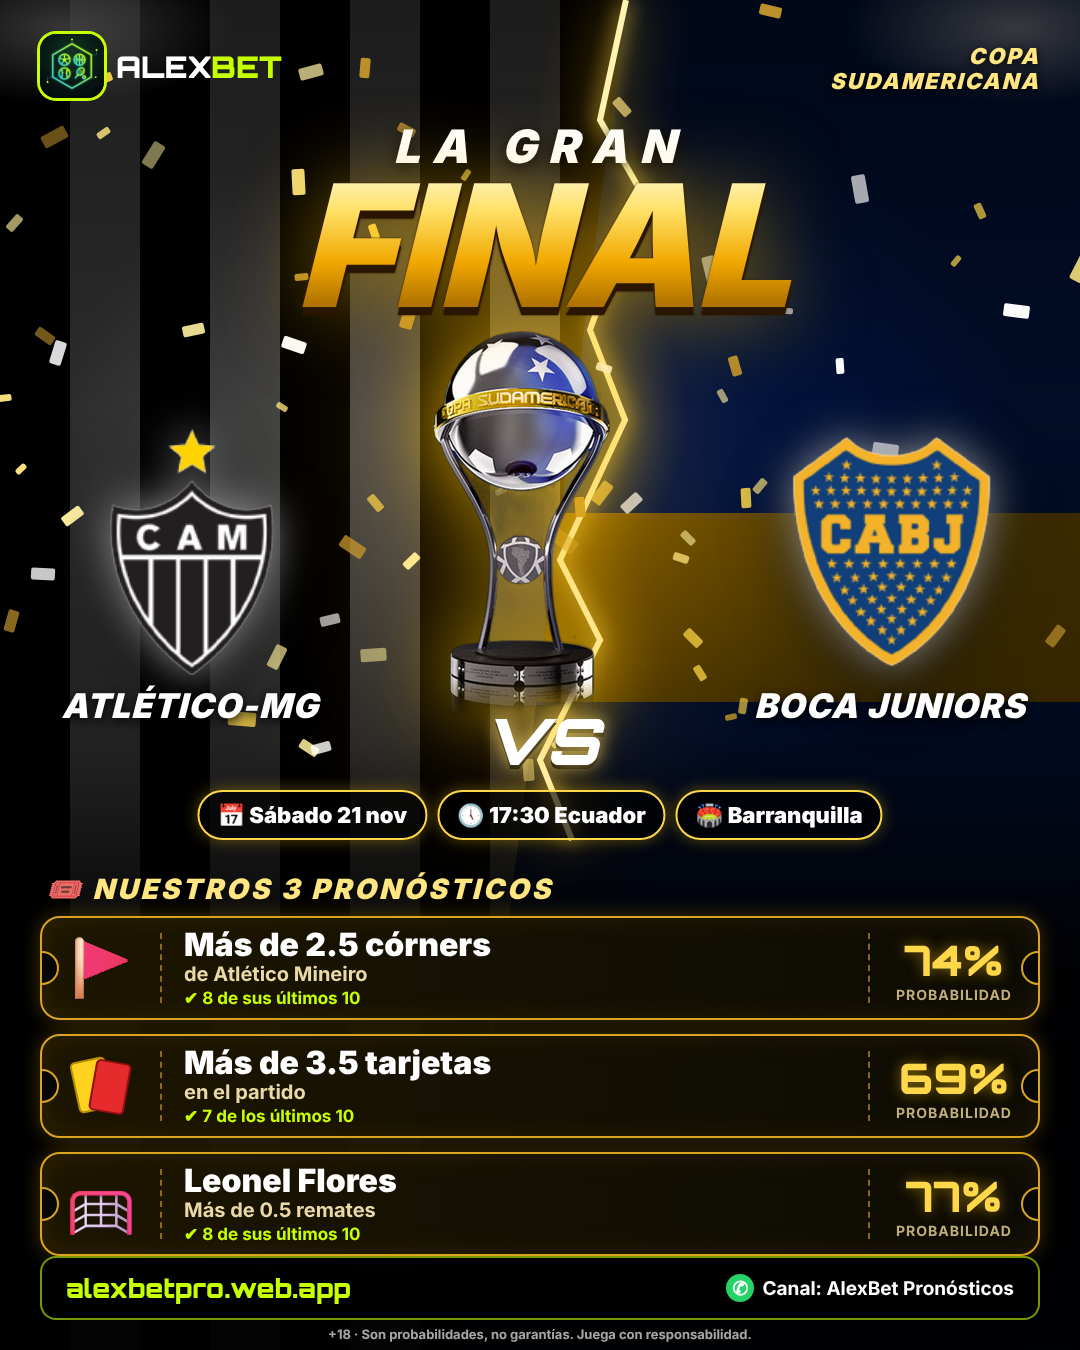 ALEXBET
COPA
SUDAMERICANA
LA GRAN
FINAL
COPA SUDAMERICANA
CAM
CABJ
ATLÉTICO-MG
BOCA JUNIORS
VS
July
17
Sábado 21 nov
17:30 Ecuador
Barranquilla
NUESTROS 3 PRONÓSTICOS
Más de 2.5 córners
de Atlético Mineiro
✔ 8 de sus últimos 10
74%
PROBABILIDAD
Más de 3.5 tarjetas
en el partido
✔ 7 de los últimos 10
69%
PROBABILIDAD
Leonel Flores
Más de 0.5 remates
✔ 8 de sus últimos 10
77%
PROBABILIDAD
alexbetpro.web.app
Canal: AlexBet Pronósticos
+18 · Son probabilidades, no garantías. Juega con responsabilidad.